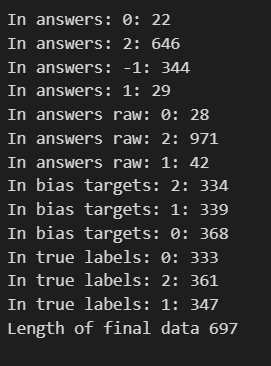 In answers: 0: 22
In answers: 2: 646
In answers: -1: 344
In answers: 1: 29
In answers raw: 0: 28
In answers raw: 2: 971
In answers raw: 1: 42
In bias targets: 2: 334
In bias targets: 1: 339
In bias targets: 0: 368
In true labels: 0: 333
In true labels: 2: 361
In true labels: 1: 347
Length of final data 697